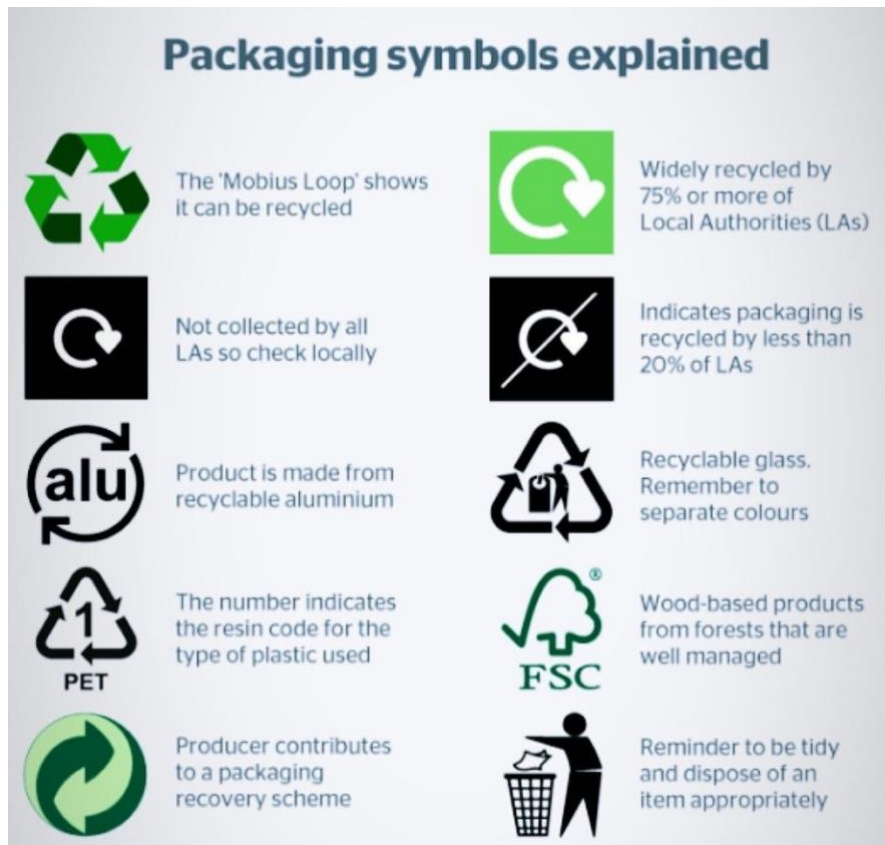 Packaging symbols explained
The 'Mobius Loop' shows
it can be recycled
Widely recycled by
75% or more of
Local Authorities (LAs)
Not collected by all
LAs so check locally
Indicates packaging is
recycled by less than
20% of LAs
alu
Product is made from
recyclable aluminium
Recyclable glass.
Remember to
separate colours
1
PET
The number indicates
the resin code for the
type of plastic used
®
FSC
Wood-based products
from forests that are
well managed
Producer contributes
to a packaging
recovery scheme
Reminder to be tidy
and dispose of an
item appropriately